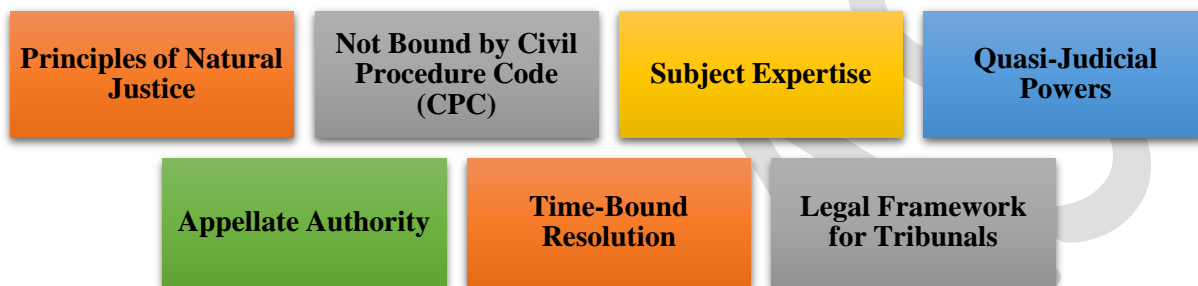 Principles of Natural
Justice
Not Bound by Civil
Procedure Code
(CPC)
Subject Expertise
Quasi-Judicial
Powers
Appellate Authority
Time-Bound
Resolution
Legal Framework
for Tribunals